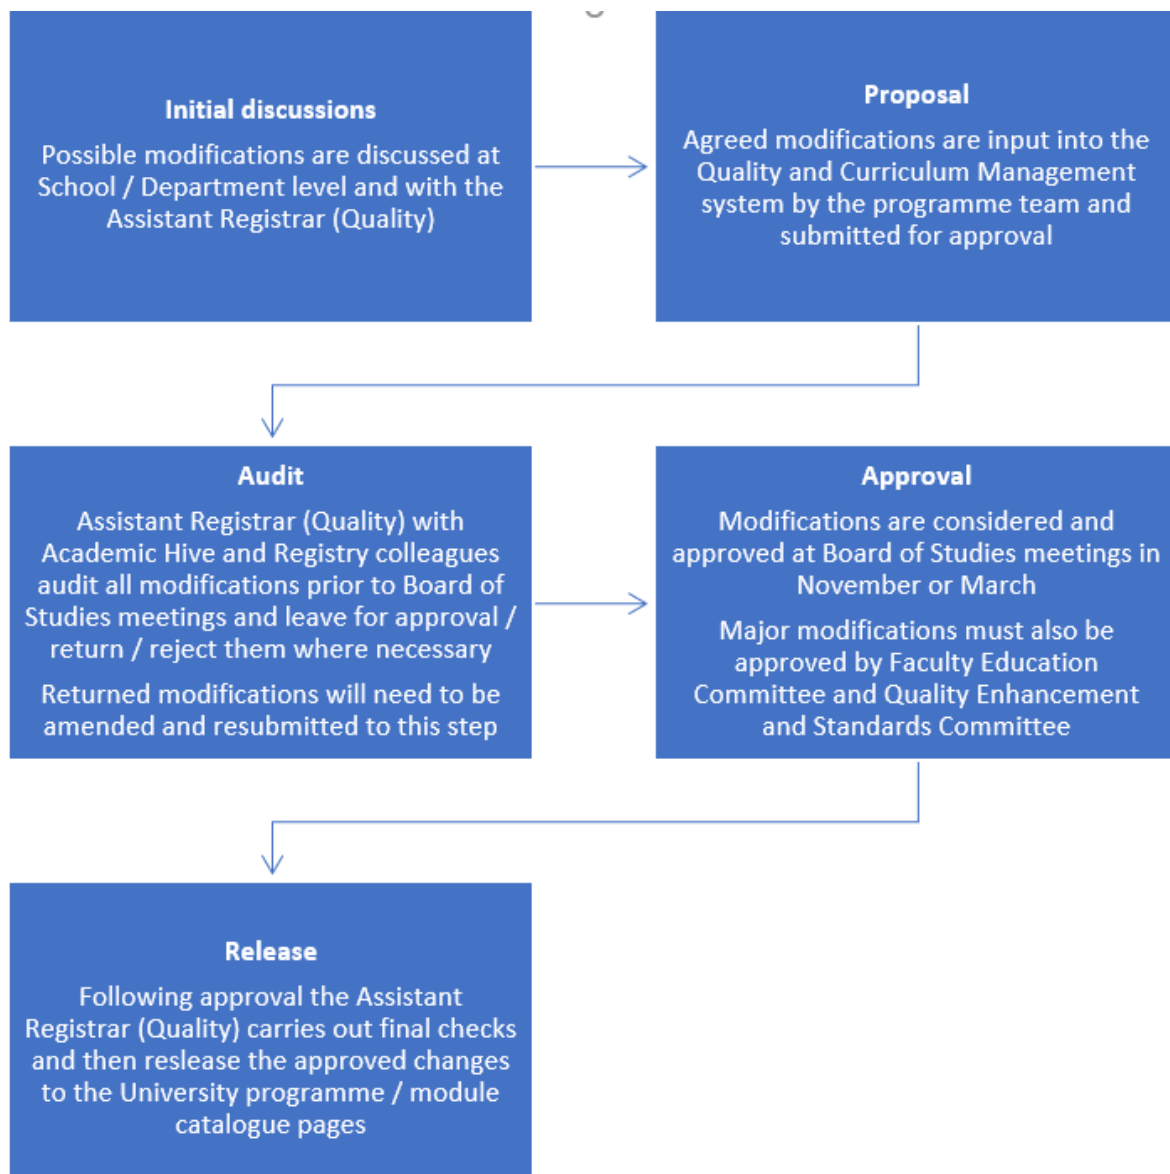 Initial discussions
Possible modifications are discussed at
School / Department level and with the
Assistant Registrar (Quality)
Proposal
Agreed modifications are input into the
Quality and Curriculum Management
system by the programme team and
submitted for approval
Audit
Assistant Registrar (Quality) with
Academic Hive and Registry colleagues
audit all modifications prior to Board of
Studies meetings and leave for approval /
return / reject them where necessary
Returned modifications will need to be
amended and resubmitted to this step
Approval
Modifications are considered and
approved at Board of Studies meetings in
November or March
Major modifications must also be
approved by Faculty Education
Committee and Quality Enhancement
and Standards Committee
Release
Following approval the Assistant
Registrar (Quality) carries out final checks
and then reslease the approved changes
to the University programme / module
catalogue pages